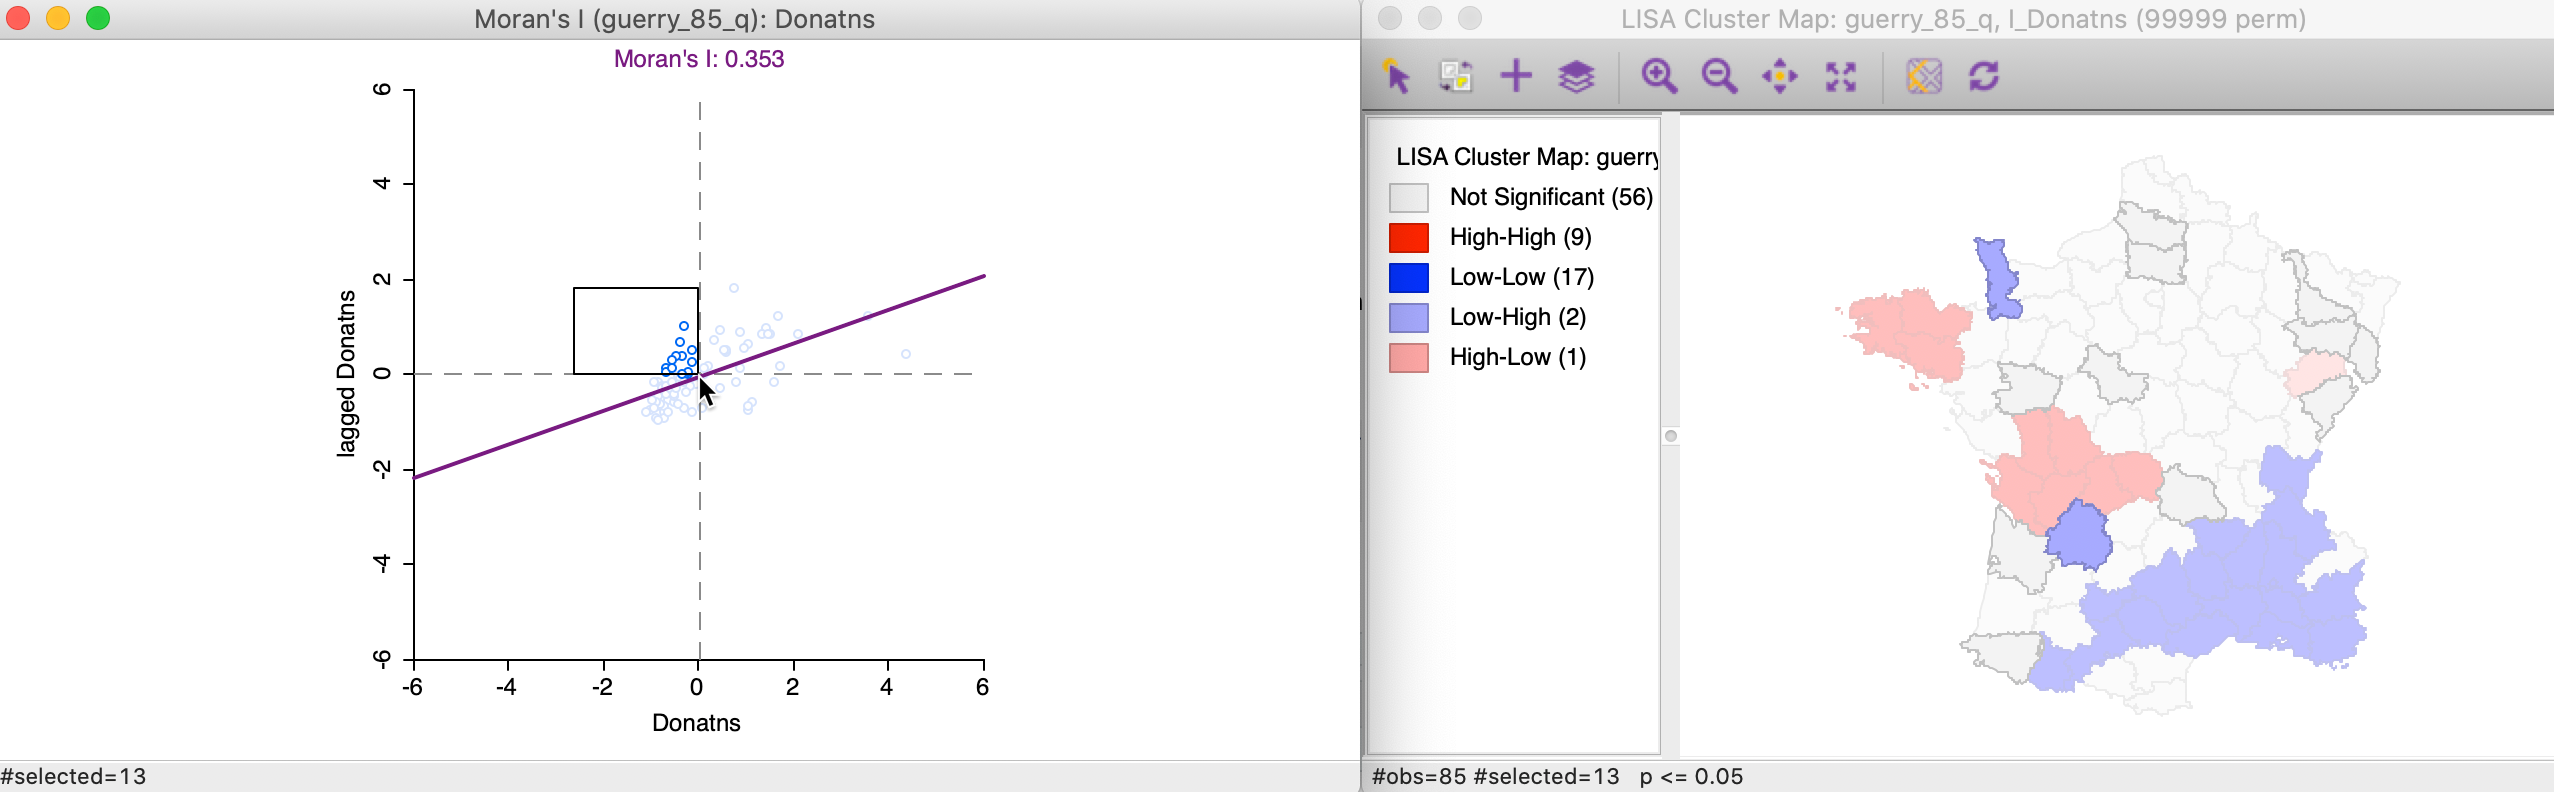 Moran's I (guerry_85_q): Donatns
Moran's I: 0.353
6
4
2
0
-2
-4
-6
lagged Donatns
-6
-4
-2
0
2
4
6
Donatns
#selected=13
LISA Cluster Map: guerry_85_q, I_Donatns (99999 perm)
LISA Cluster Map: guerry
Not Significant (56)
High-High (9)
Low-Low (17)
Low-High (2)
High-Low (1)
#obs=85 #selected=13 p <= 0.05